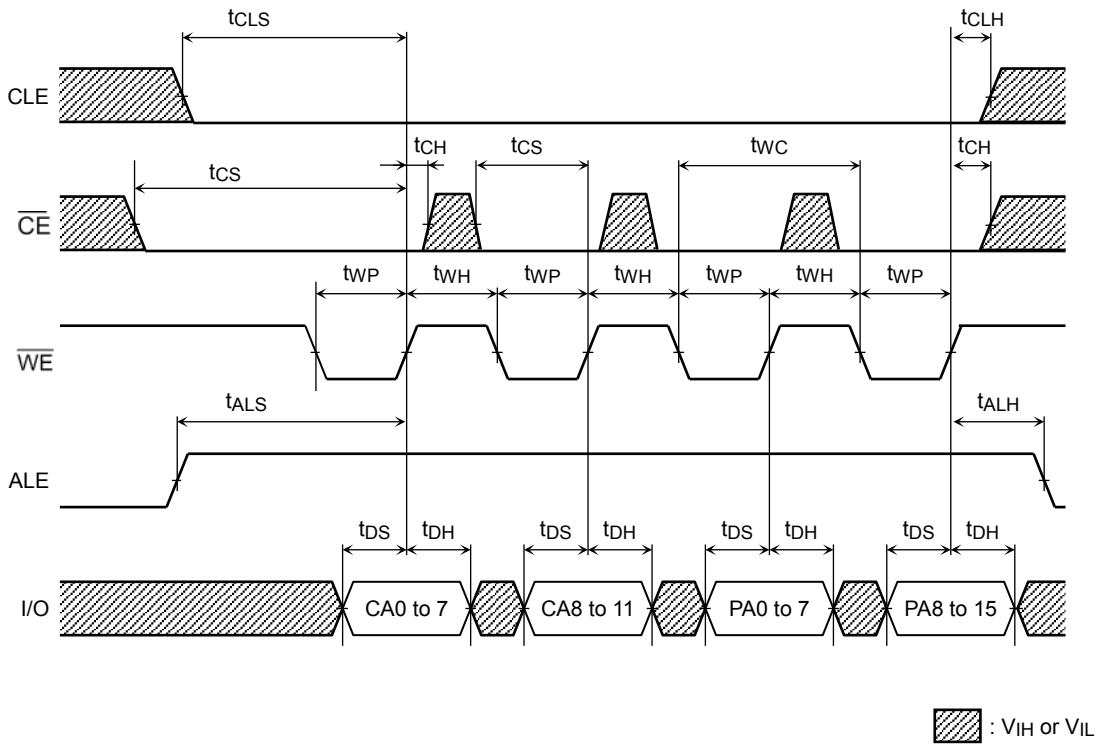 tCLS tCLH
CLE
tCH tCS tWC tCH
tCS
CE
tWP tWH tWP tWH tWP tWH tWP
WE
tALS tALH
ALE
tDS tDH tDS tDH tDS tDH tDS tDH
I/O CA0 to 7 CA8 to 11 PA0 to 7 PA8 to 15
: VIH or VIL